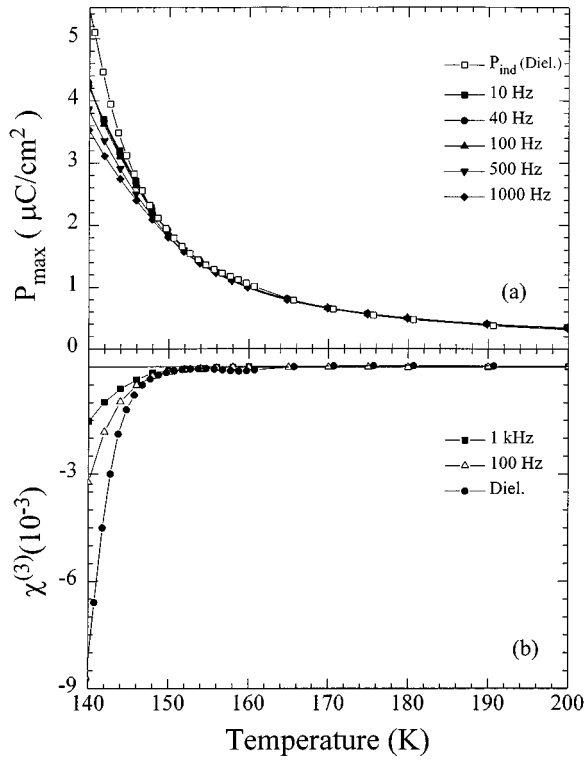 5
4
3
2
1
0
P_max ( μC/cm²)
P_ind (Diel.)
10 Hz
40 Hz
100 Hz
500 Hz
1000 Hz
(a)
-3
-6
-9
χ⁽³⁾(10⁻³)
1 kHz
100 Hz
Diel.
(b)
140 150 160 170 180 190 200
Temperature (K)